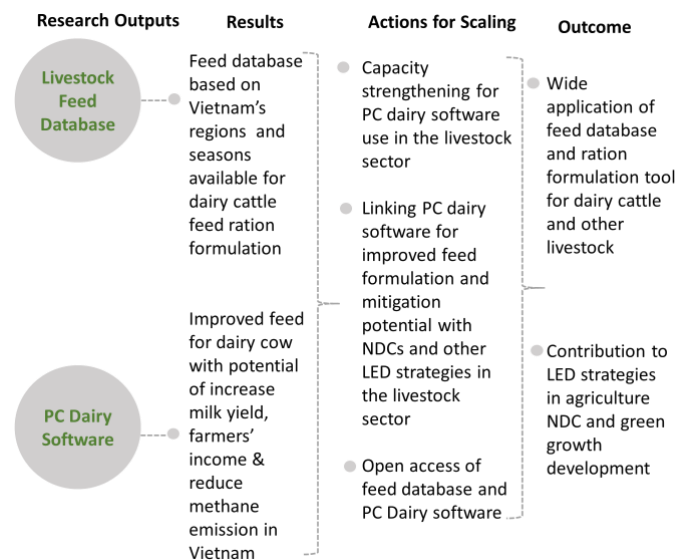 Research Outputs
Results
Actions for Scaling
Outcome
Livestock
Feed
Database
Feed database
based on
Vietnam's
regions and
seasons
available for
dairy cattle
feed ration
formulation
PC Dairy
Software
Improved feed
for dairy cow
with potential
of increase
milk yield,
farmers'
income &
reduce
methane
emission in
Vietnam
Capacity
strengthening for
PC dairy software
use in the livestock
sector
Linking PC dairy
software for
improved feed
formulation and
mitigation
potential with
NDCs and other
LED strategies in
the livestock
sector
Open access of
feed database and
PC Dairy software
Wide
application of
feed database
and ration
formulation tool
for dairy cattle
and other
livestock
Contribution to
LED strategies
in agriculture
NDC and green
growth
development